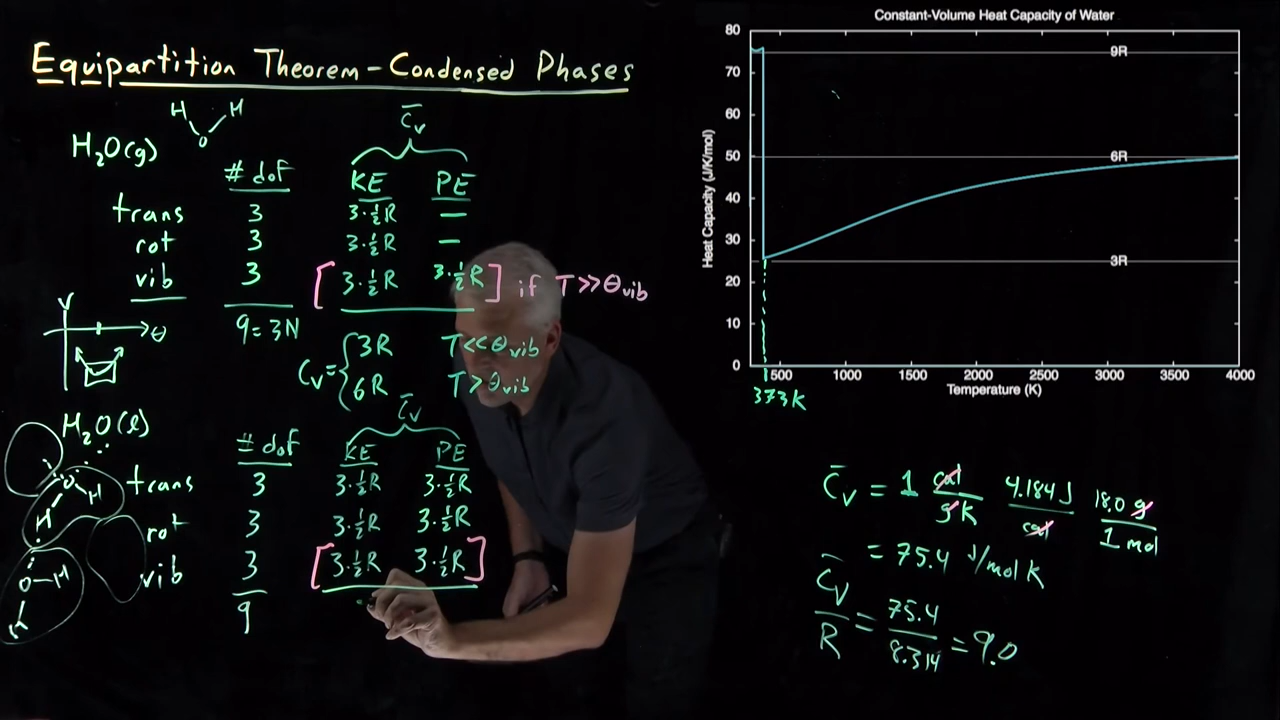 Equipartition Theorem – Condensed Phases
H H
O
H₂O(g)
C̄ᵥ
# dof KE PE
trans 3 3·½R —
rot 3 3·½R —
vib 3 [3·½R 3·½R] if T>>Θvib
9=3N
V
θ
Cᵥ= { 3R T<<Θvib
6R T>Θvib
H₂O(ℓ)
C̄ᵥ
# dof KE PE
trans 3 3·½R 3·½R
rot 3 3·½R 3·½R
vib 3 [3·½R 3·½R]
9
O H
H
O–H
H
Constant-Volume Heat Capacity of Water
Heat Capacity (J/K/mol)
80
70
60
50
40
30
20
10
0
9R
6R
3R
500 1000 1500 2000 2500 3000 3500 4000
Temperature (K)
373K
C̄ᵥ = 1 cal/gK 4.184J/cal 18.0 g/1 mol
= 75.4 J/mol K
C̄ᵥ/R = 75.4/8.314 = 9.0